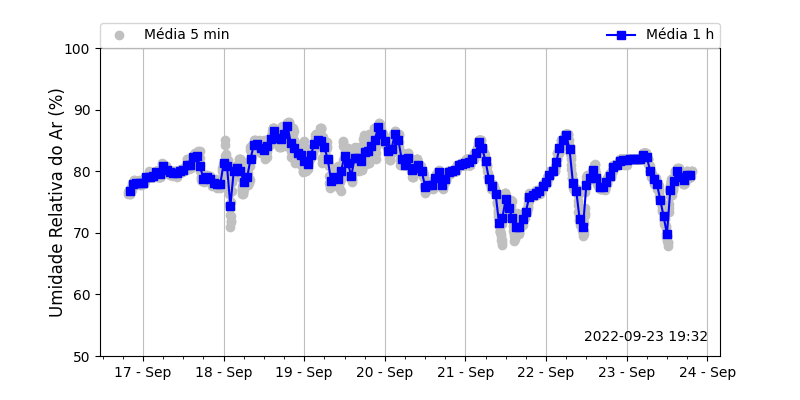 Média 5 min
Média 1 h
Umidade Relativa do Ar (%)
100
90
80
70
60
50
2022-09-23 19:32
17 - Sep
18 - Sep
19 - Sep
20 - Sep
21 - Sep
22 - Sep
23 - Sep
24 - Sep